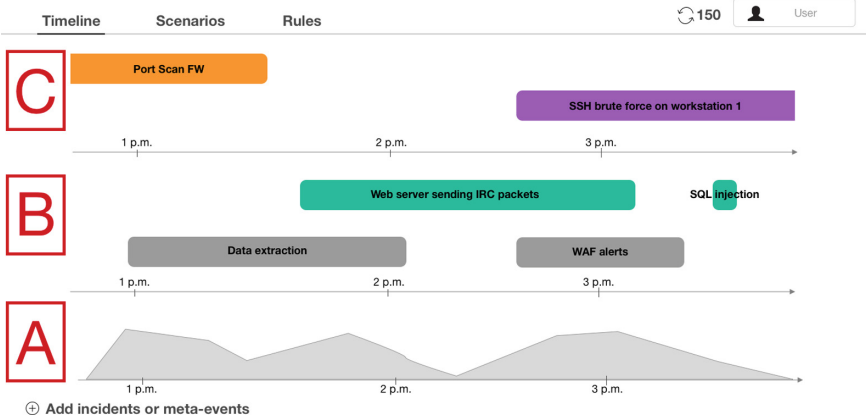 Timeline Scenarios Rules 150 User
C
Port Scan FW
SSH brute force on workstation 1
1 p.m. 2 p.m. 3 p.m.
B
Web server sending IRC packets SQL injection
Data extraction WAF alerts
1 p.m. 2 p.m. 3 p.m.
A
1 p.m. 2 p.m. 3 p.m.
Add incidents or meta-events